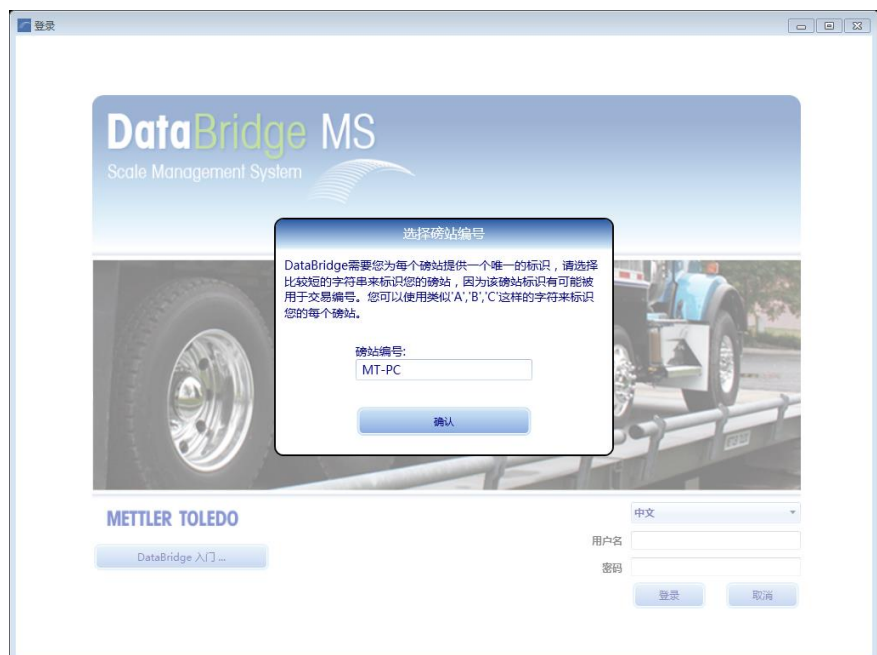 登录
DataBridge MS
Scale Management System
选择磅站编号
DataBridge需要您为每个磅站提供一个唯一的标识，请选择
比较短的字符串来标识您的磅站，因为该磅站标识有可能被
用于交易编号。您可以使用类似'A','B','C'这样的字符来标识
您的每个磅站。
磅站编号:
MT-PC
确认
METTLER TOLEDO
中文
DataBridge 入门 ...
用户名
密码
登录
取消